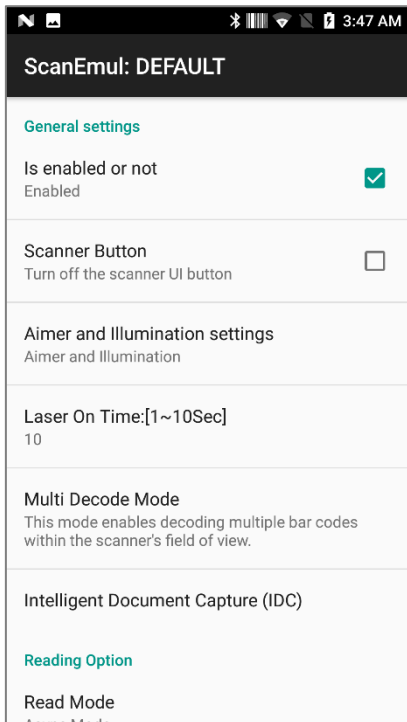 3:47 AM
ScanEmul: DEFAULT
General settings
Is enabled or not
Enabled
Scanner Button
Turn off the scanner UI button
Aimer and Illumination settings
Aimer and Illumination
Laser On Time:[1~10Sec]
10
Multi Decode Mode
This mode enables decoding multiple bar codes
within the scanner's field of view.
Intelligent Document Capture (IDC)
Reading Option
Read Mode